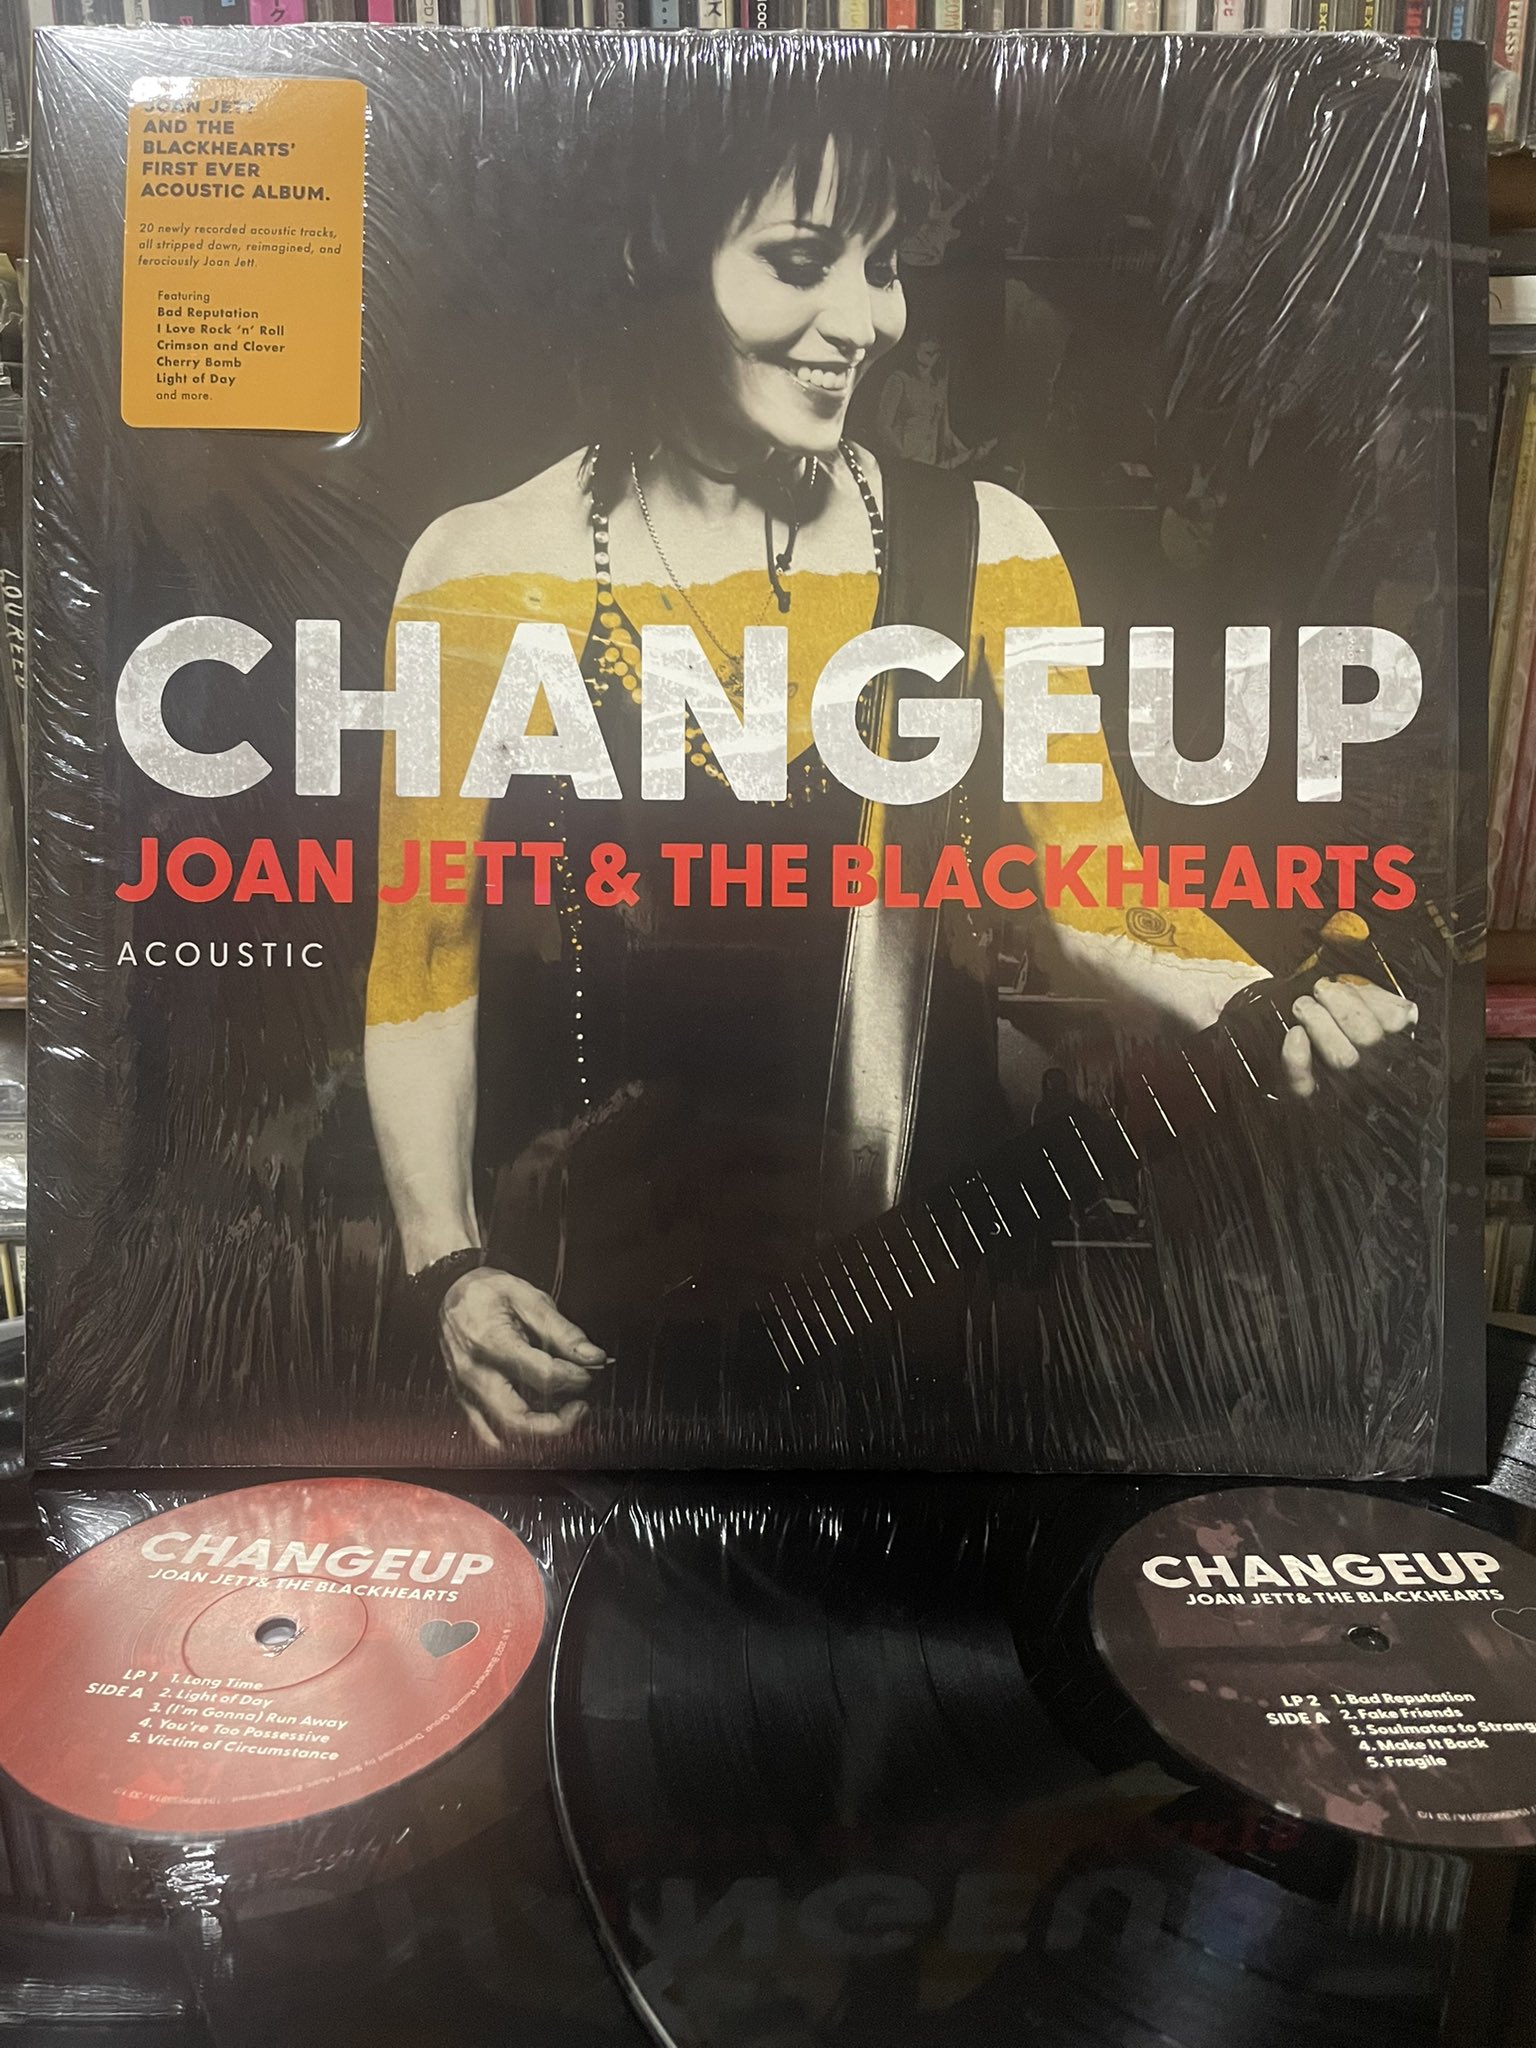 JOAN JETT
AND THE
BLACKHEARTS'
FIRST EVER
ACOUSTIC ALBUM.
20 newly recorded acoustic tracks,
all stripped down, reimagined, and
ferociously Joan Jett.
Featuring
Bad Reputation
I Love Rock 'n' Roll
Crimson and Clover
Cherry Bomb
Light of Day
and more.
LOU REED
CHANGEUP
JOAN JETT & THE BLACKHEARTS
ACOUSTIC
CHANGEUP
JOAN JETT & THE BLACKHEARTS
LP 1 1. Long Time
SIDE A 2. Light of Day
3. (I'm Gonna) Run Away
4. You're Too Possessive
5. Victim of Circumstance
CHANGEUP
JOAN JETT & THE BLACKHEARTS
LP 2 1. Bad Reputation
SIDE A 2. Fake Friends
3. Soulmates to Strang
4. Make It Back
5. Fragile